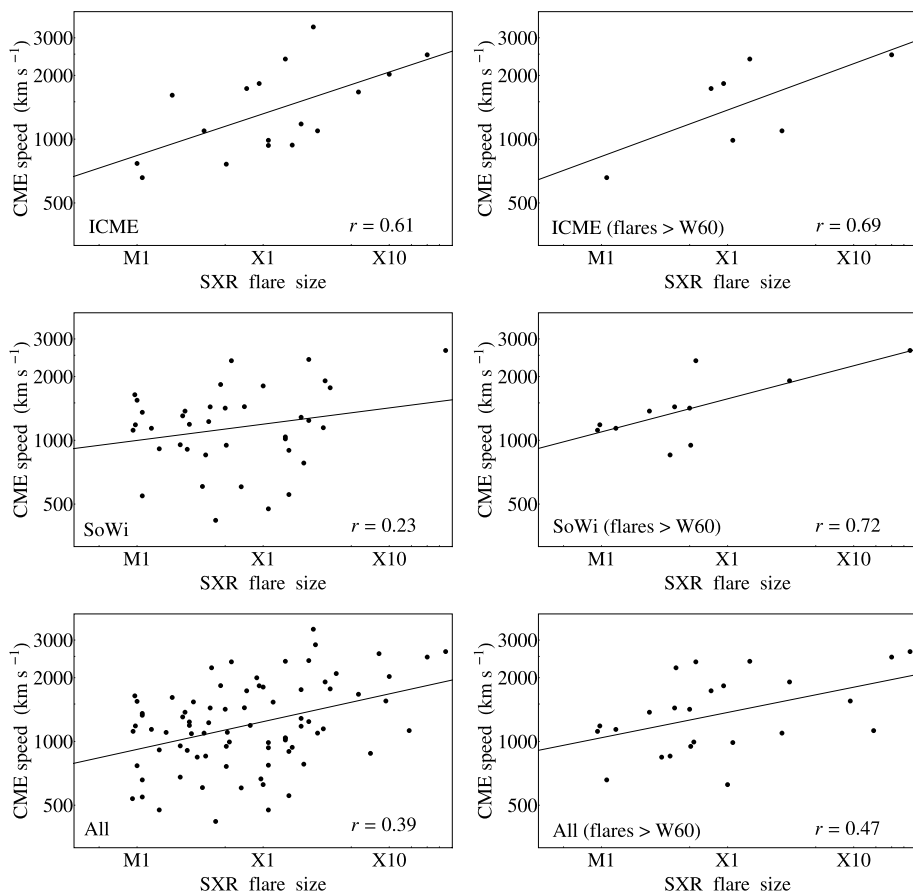 3000
2000
1000
500
CME speed (km s⁻¹)
ICME
r = 0.61
M1
X1
X10
SXR flare size
3000
2000
1000
500
CME speed (km s⁻¹)
ICME (flares > W60)
r = 0.69
M1
X1
X10
SXR flare size
3000
2000
1000
500
CME speed (km s⁻¹)
SoWi
r = 0.23
M1
X1
X10
SXR flare size
3000
2000
1000
500
CME speed (km s⁻¹)
SoWi (flares > W60)
r = 0.72
M1
X1
X10
SXR flare size
3000
2000
1000
500
CME speed (km s⁻¹)
All
r = 0.39
M1
X1
X10
SXR flare size
3000
2000
1000
500
CME speed (km s⁻¹)
All (flares > W60)
r = 0.47
M1
X1
X10
SXR flare size